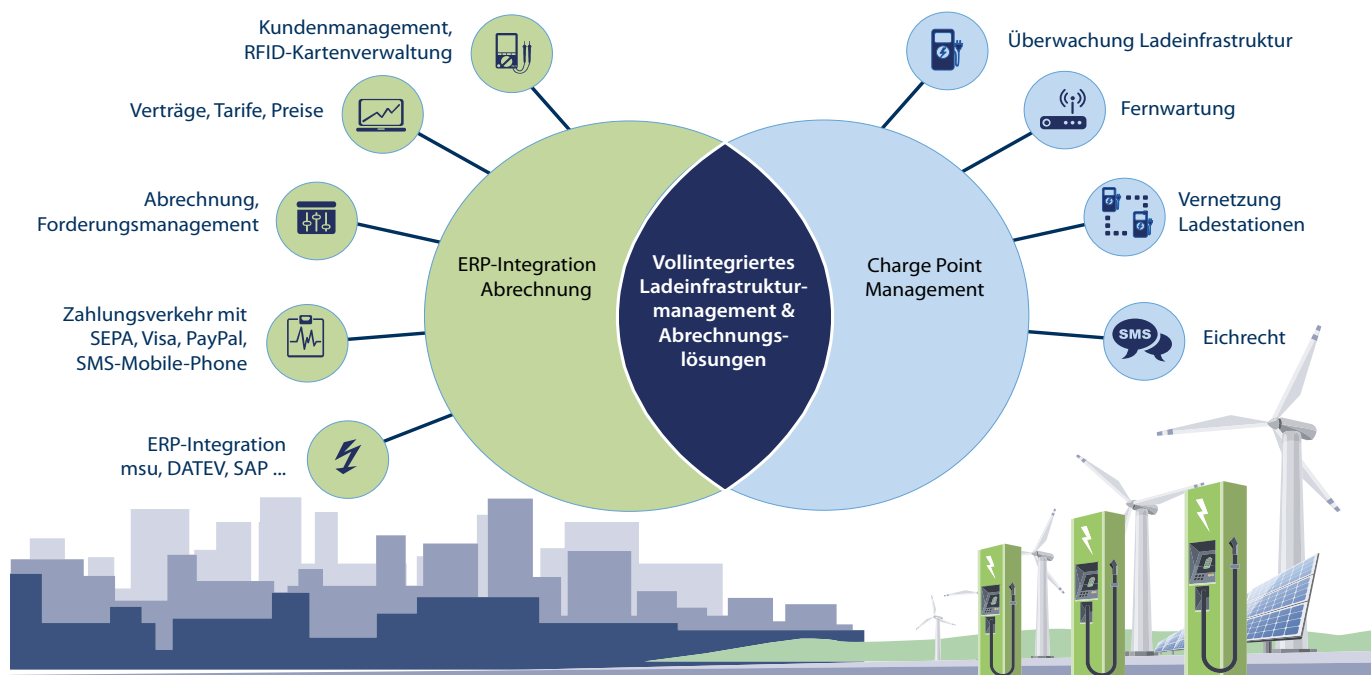 Kundenmanagement,
RFID-Kartenverwaltung
Verträge, Tarife, Preise
Abrechnung,
Forderungsmanagement
Zahlungsverkehr mit
SEPA, Visa, PayPal,
SMS-Mobile-Phone
ERP-Integration
msu, DATEV, SAP ...
ERP-Integration
Abrechnung
Vollintegriertes
Ladeinfrastruktur-
management &
Abrechnungs-
lösungen
Charge Point
Management
Überwachung Ladeinfrastruktur
Fernwartung
Vernetzung
Ladestationen
SMS
Eichrecht